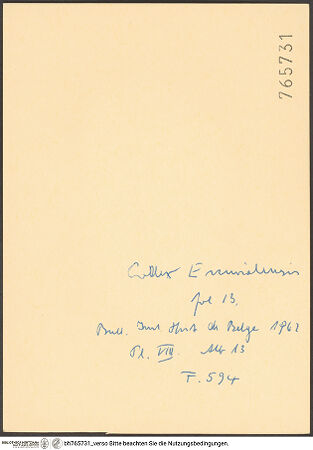 765731
Codex Escurialensis
fol 13.
Bull. Inst Hist de Belge 1962
Pl. VIII. Abb 13
F. 594
bh765731_verso Bitte beachten Sie die Nutzungsbedingungen.